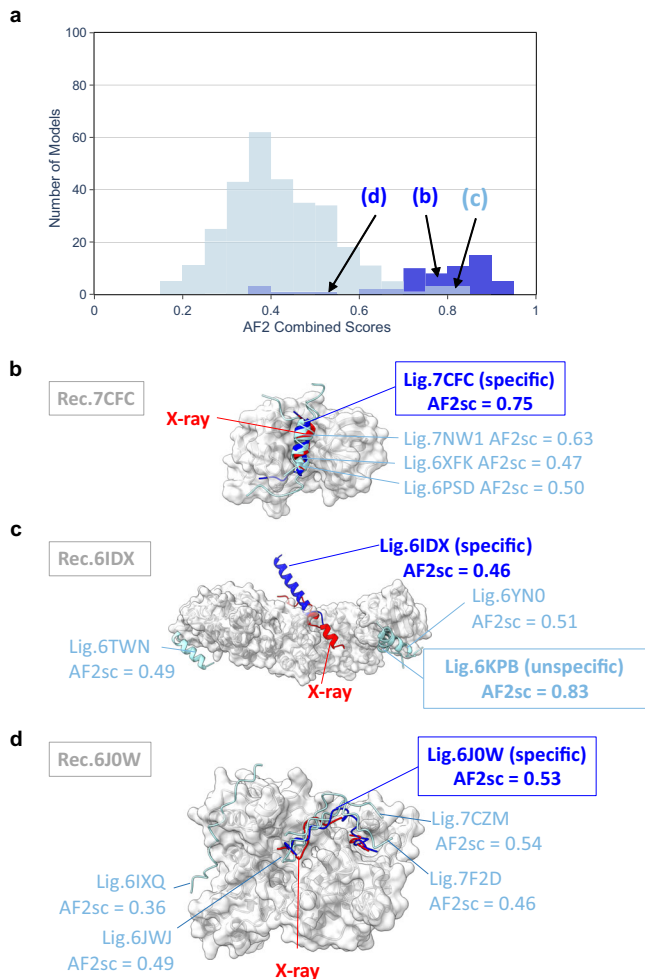 a
100
80
60
40
20
0
Number of Models
(d)
(b)
(c)
0
0.2
0.4
0.6
0.8
1
AF2 Combined Scores
b
Rec.7CFC
X-ray
Lig.7CFC (specific)
AF2sc = 0.75
Lig.7NW1 AF2sc = 0.63
Lig.6XFK AF2sc = 0.47
Lig.6PSD AF2sc = 0.50
c
Rec.6IDX
Lig.6IDX (specific)
AF2sc = 0.46
Lig.6YN0
AF2sc = 0.51
Lig.6TWN
AF2sc = 0.49
X-ray
Lig.6KPB (unspecific)
AF2sc = 0.83
d
Rec.6J0W
Lig.6J0W (specific)
AF2sc = 0.53
Lig.7CZM
AF2sc = 0.54
Lig.7F2D
AF2sc = 0.46
Lig.6IXQ
AF2sc = 0.36
Lig.6JWJ
AF2sc = 0.49
X-ray